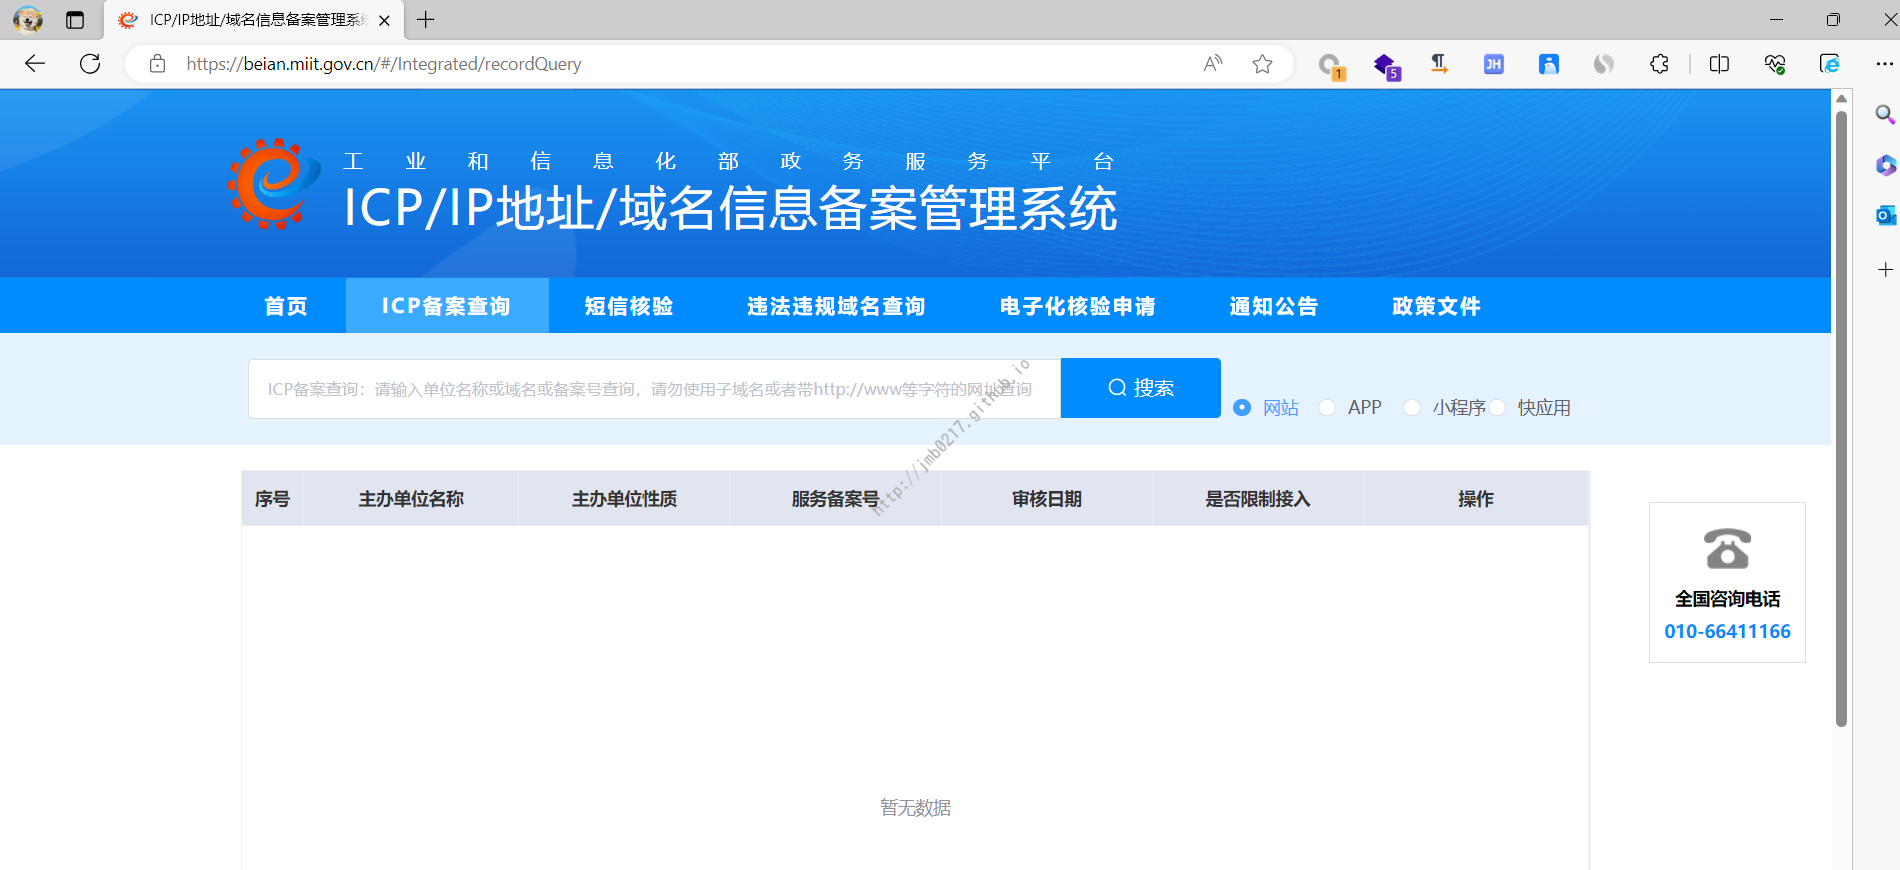 ICP/IP地址/域名信息备案管理系统
https://beian.miit.gov.cn/#/Integrated/recordQuery
1
5
JH
工业和信息化部政务服务平台
ICP/IP地址/域名信息备案管理系统
首页 ICP备案查询 短信核验 违法违规域名查询 电子化核验申请 通知公告 政策文件
ICP备案查询：请输入单位名称或域名或备案号查询，请勿使用子域名或者带http://www等字符的网址查询
搜索
网站 APP 小程序 快应用
http://jmb0217.github.io
序号 主办单位名称 主办单位性质 服务备案号 审核日期 是否限制接入 操作
全国咨询电话
010-66411166
暂无数据